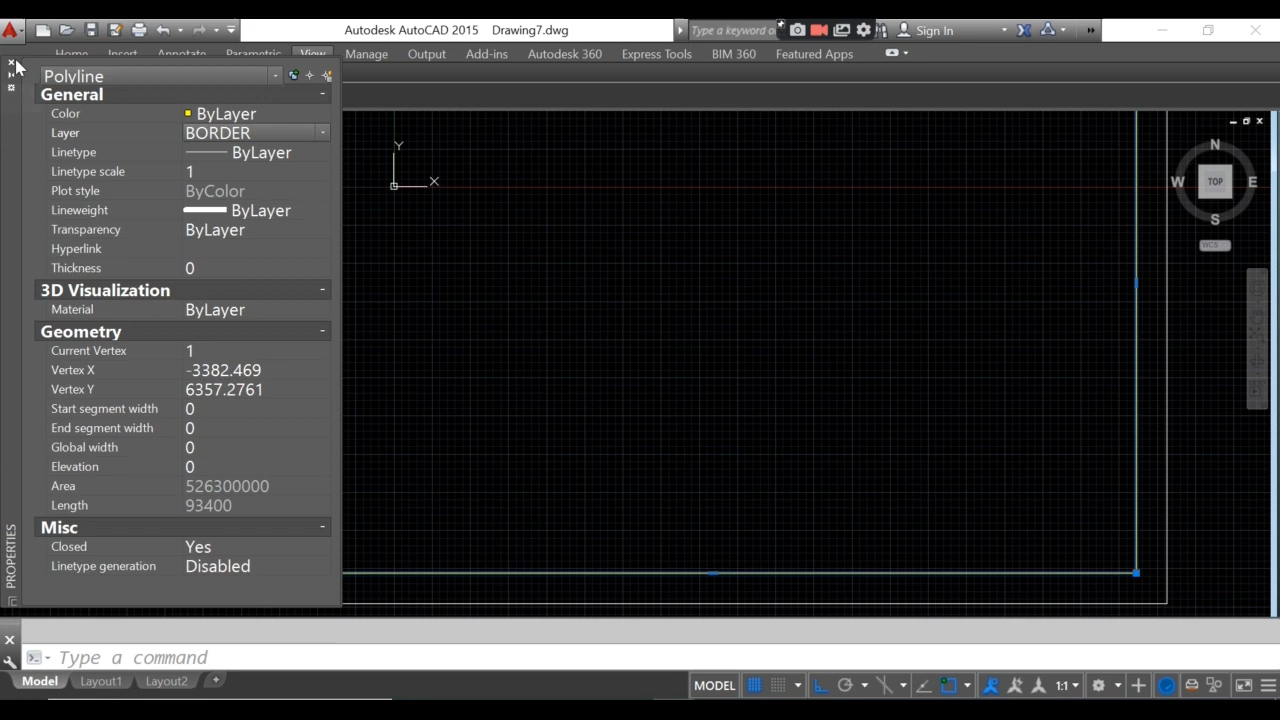 Autodesk AutoCAD 2015 Drawing7.dwg
Type a keyword o
Sign In
Home Insert Annotate Parametric View Manage Output Add-ins Autodesk 360 Express Tools BIM 360 Featured Apps
Polyline
General
Color ByLayer
Layer BORDER
Linetype ByLayer
Linetype scale 1
Plot style ByColor
Lineweight ByLayer
Transparency ByLayer
Hyperlink
Thickness 0
3D Visualization
Material ByLayer
Geometry
Current Vertex 1
Vertex X -3382.469
Vertex Y 6357.2761
Start segment width 0
End segment width 0
Global width 0
Elevation 0
Area 526300000
Length 93400
Misc
Closed Yes
Linetype generation Disabled
PROPERTIES
Y
X
N
W TOP E
S
WCS
Type a command
Model Layout1 Layout2 +
MODEL 1:1